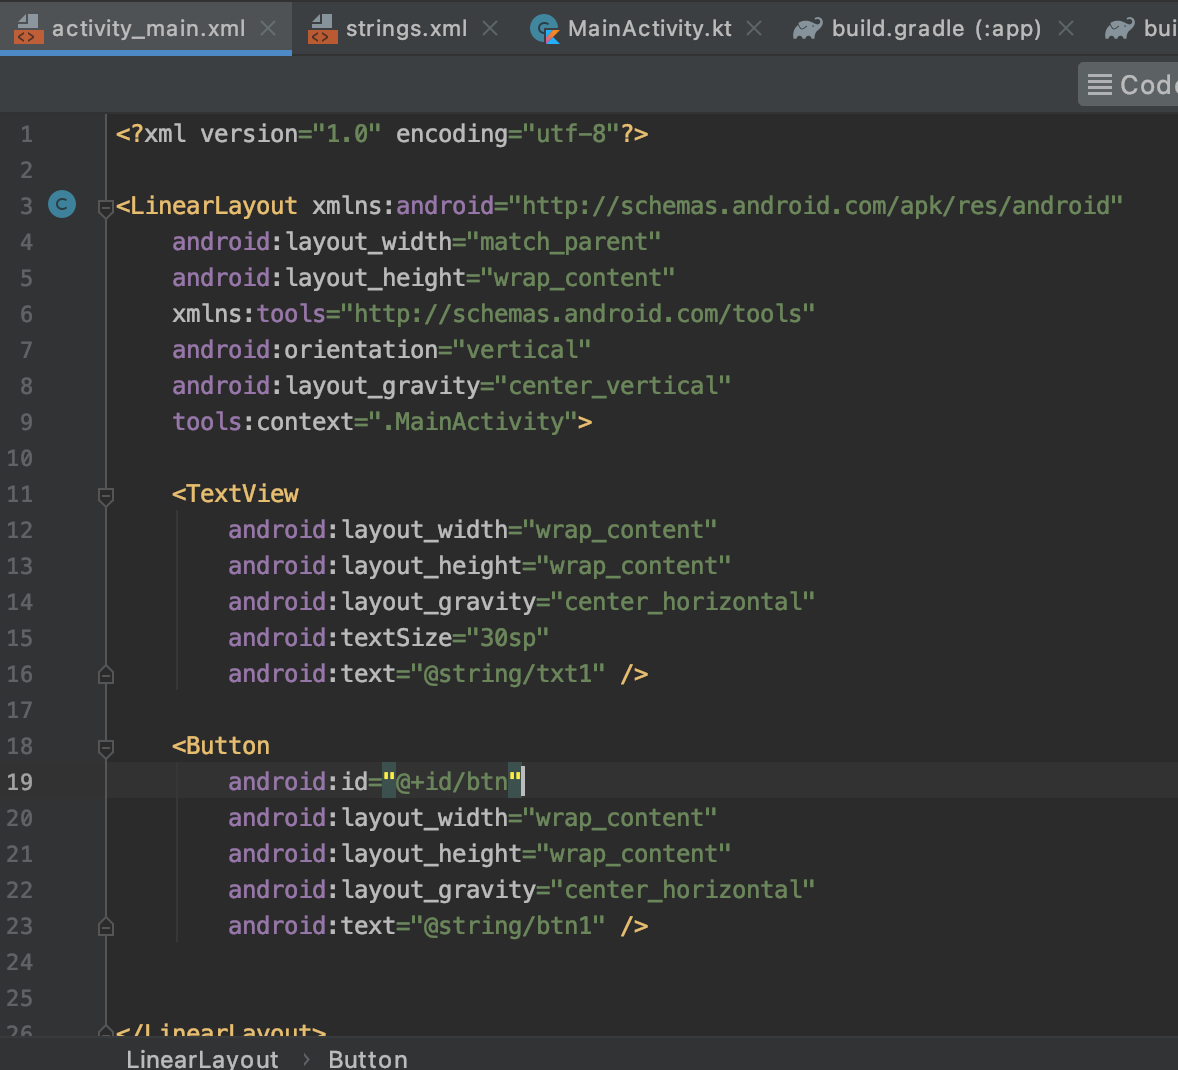 activity_main.xml strings.xml MainActivity.kt build.gradle (:app) bui
Code
1 <?xml version="1.0" encoding="utf-8"?>
2
3 <LinearLayout xmlns:android="http://schemas.android.com/apk/res/android"
4 android:layout_width="match_parent"
5 android:layout_height="wrap_content"
6 xmlns:tools="http://schemas.android.com/tools"
7 android:orientation="vertical"
8 android:layout_gravity="center_vertical"
9 tools:context=".MainActivity">
10
11 <TextView
12 android:layout_width="wrap_content"
13 android:layout_height="wrap_content"
14 android:layout_gravity="center_horizontal"
15 android:textSize="30sp"
16 android:text="@string/txt1" />
17
18 <Button
19 android:id="@+id/btn"
20 android:layout_width="wrap_content"
21 android:layout_height="wrap_content"
22 android:layout_gravity="center_horizontal"
23 android:text="@string/btn1" />
24
25
26 </LinearLayout>
LinearLayout › Button